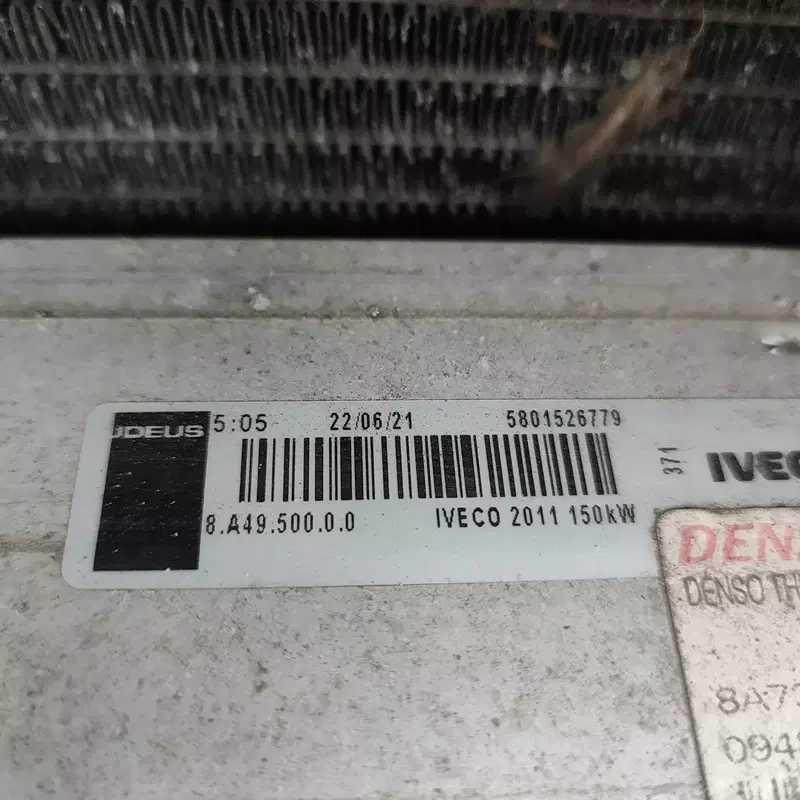 JDEUS 5:05 22/06/21 5801526779
371 IVEC
8.A49.500.0.0 IVECO 2011 150kW
DEN
DENSO TH
8A7
094